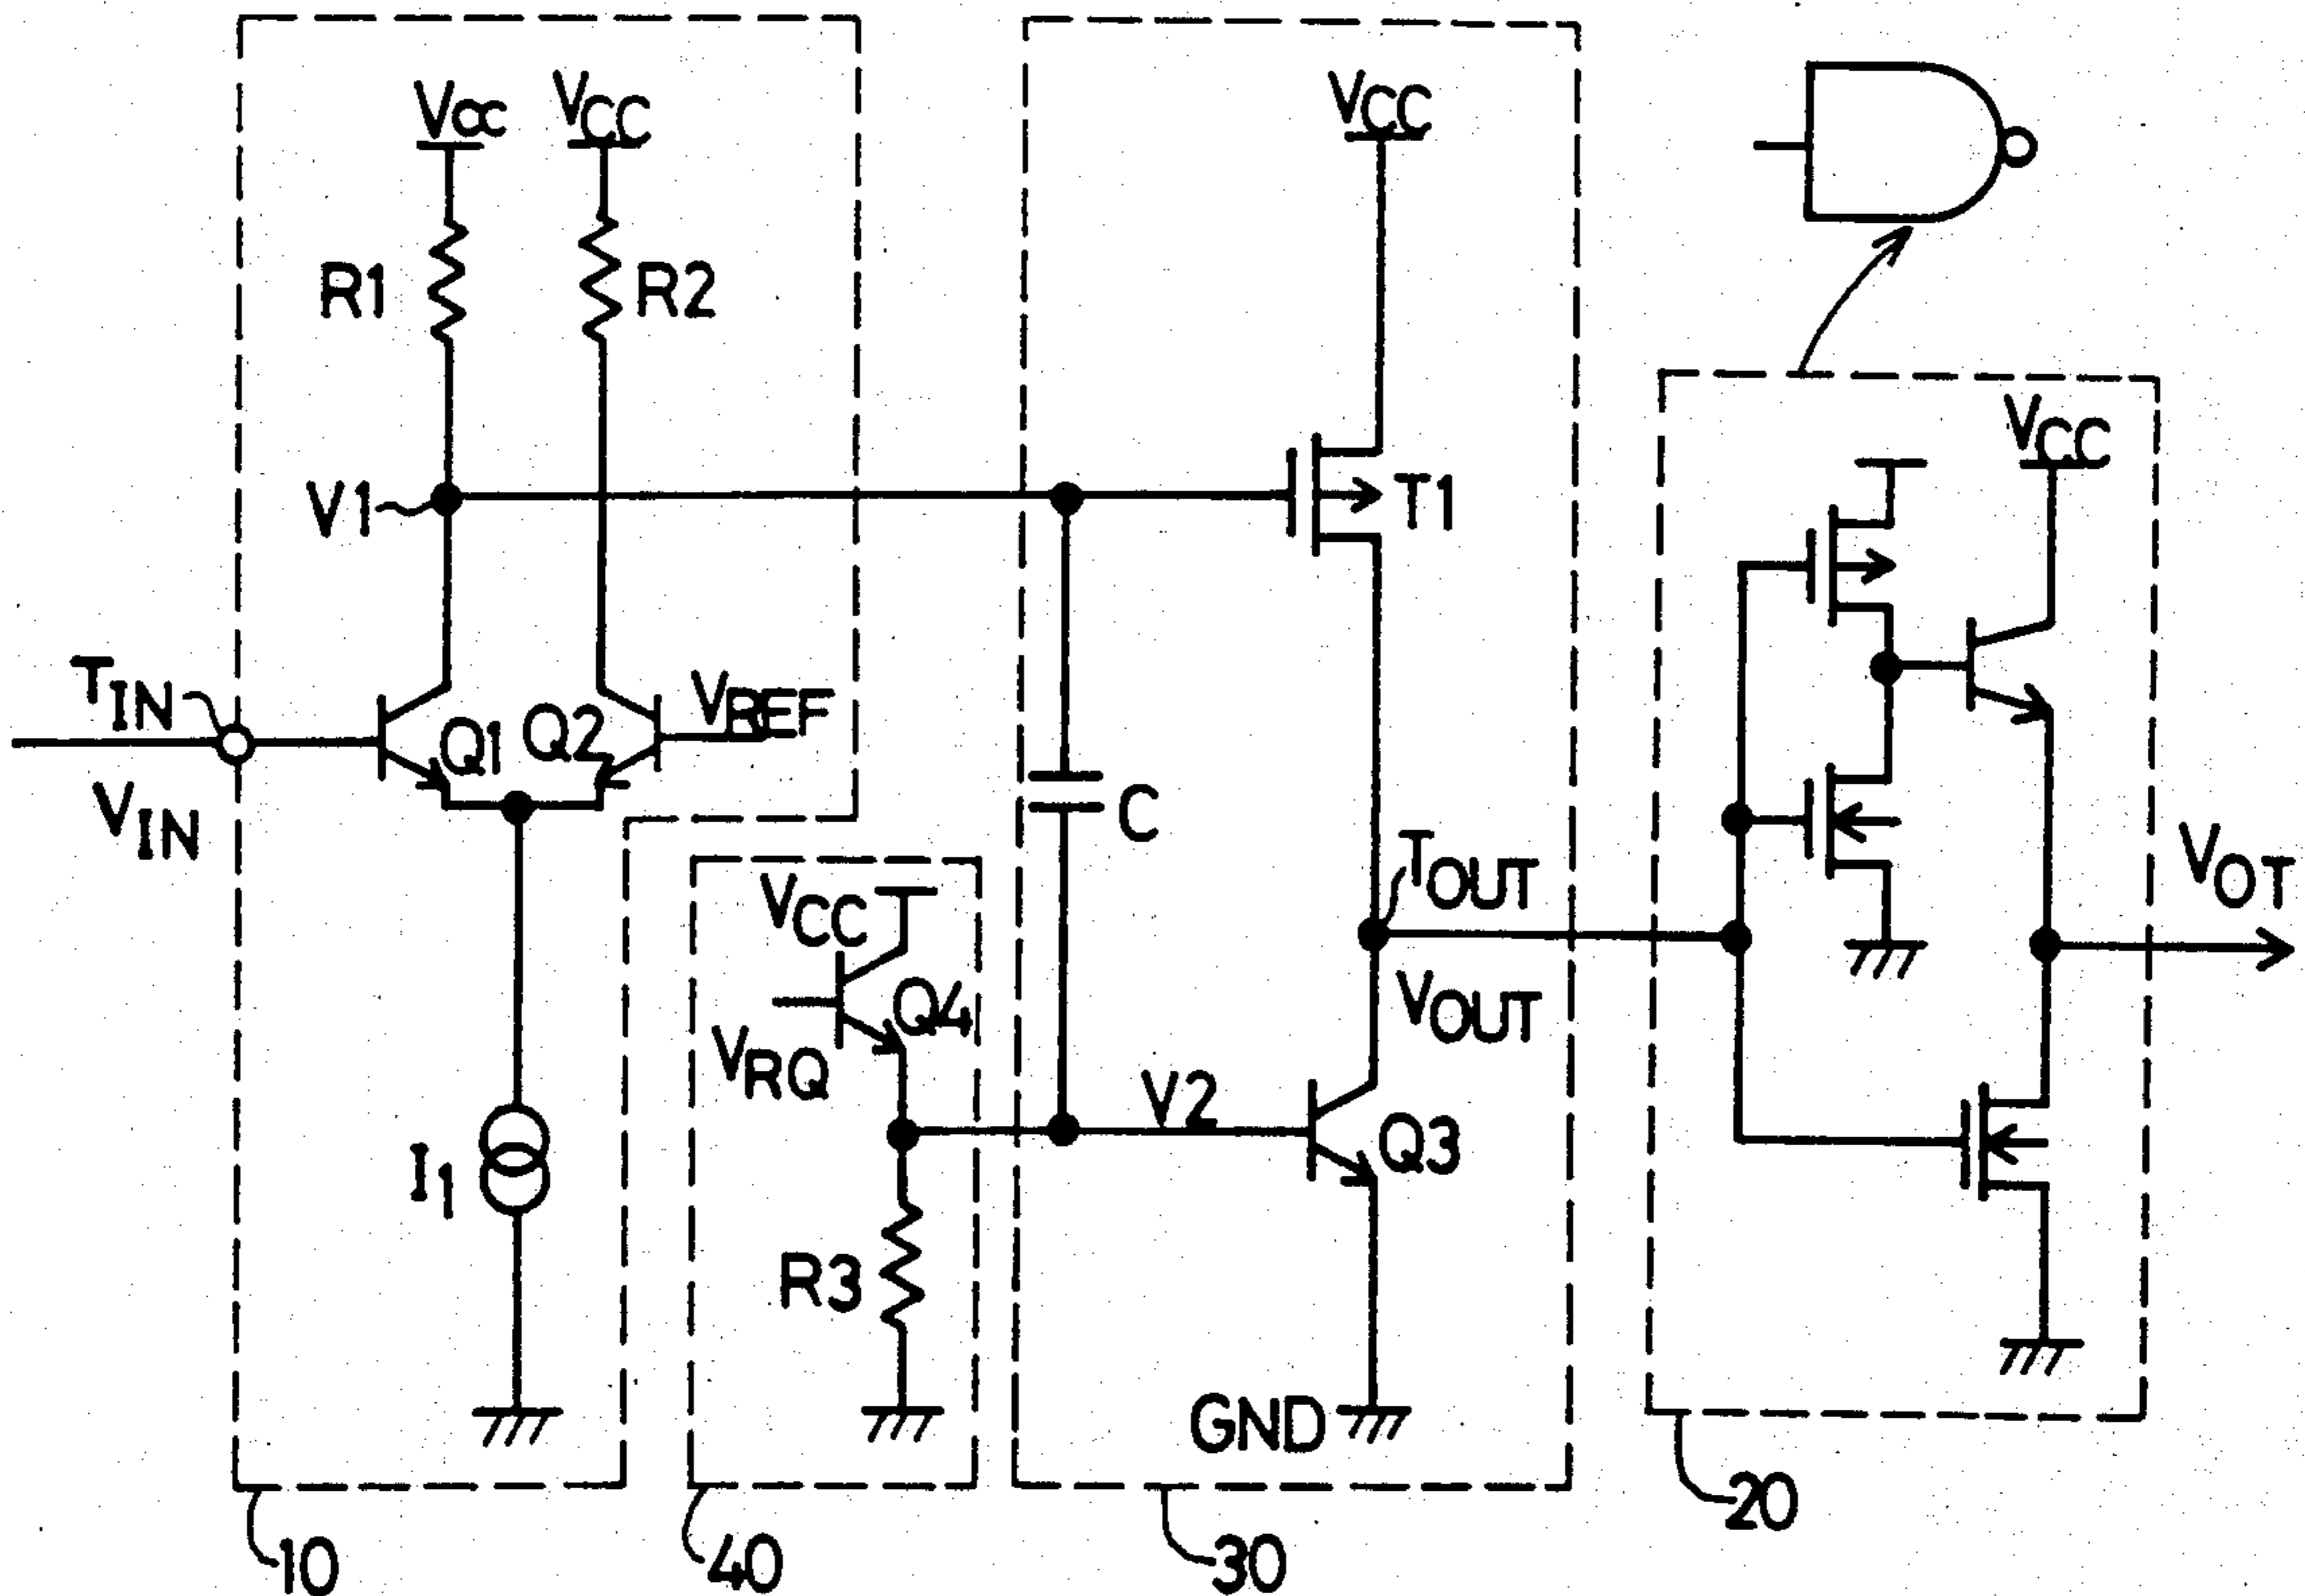 Vcc
VCC
VCC
R1
R2
VCC
V1
T1
TIN
Q1
Q2
VREF
VIN
C
TOUT
VOT
VCC
Q4
VOUT
VRQ
V2
Q3
I1
R3
GND
20
10
40
30